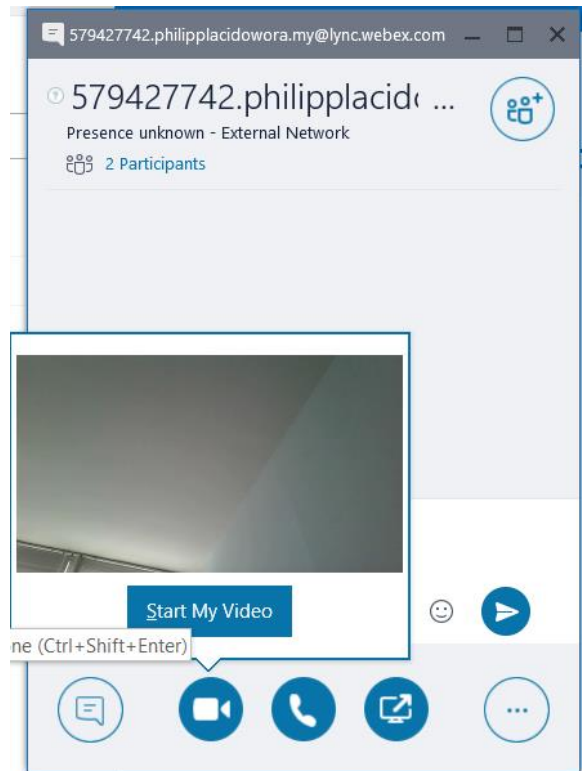 579427742.philipplacidowora.my@lync.webex.com
579427742.philipplacid ...
Presence unknown - External Network
2 Participants
Start My Video
ne (Ctrl+Shift+Enter)